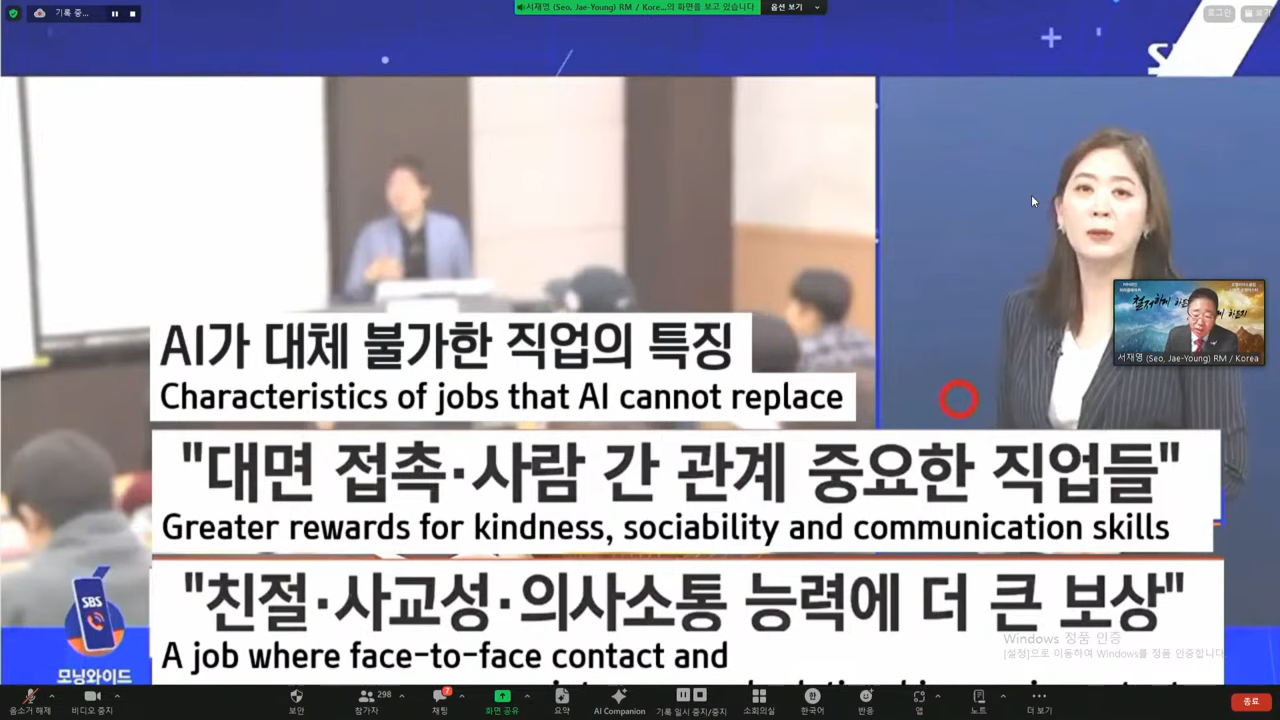 기록 중...
서재영 (Seo, Jae-Young) RM / Kore...의 화면을 보고 있습니다
옵션 보기
로그인
보기
AI가 대체 불가한 직업의 특징
Characteristics of jobs that AI cannot replace
"대면 접촉·사람 간 관계 중요한 직업들"
Greater rewards for kindness, sociability and communication skills
"친절·사교성·의사소통 능력에 더 큰 보상"
A job where face-to-face contact and
서재영 (Seo, Jae-Young) RM / Korea
SBS
모닝와이드
Windows 정품 인증
[설정]으로 이동하여 Windows를 정품 인증합니다.
298
7
음소거 해제
비디오 중지
보안
참가자
채팅
화면 공유
요약
AI Companion
기록 일시 중지/중지
소회의실
한국어
반응
앱
노트
더 보기
종료